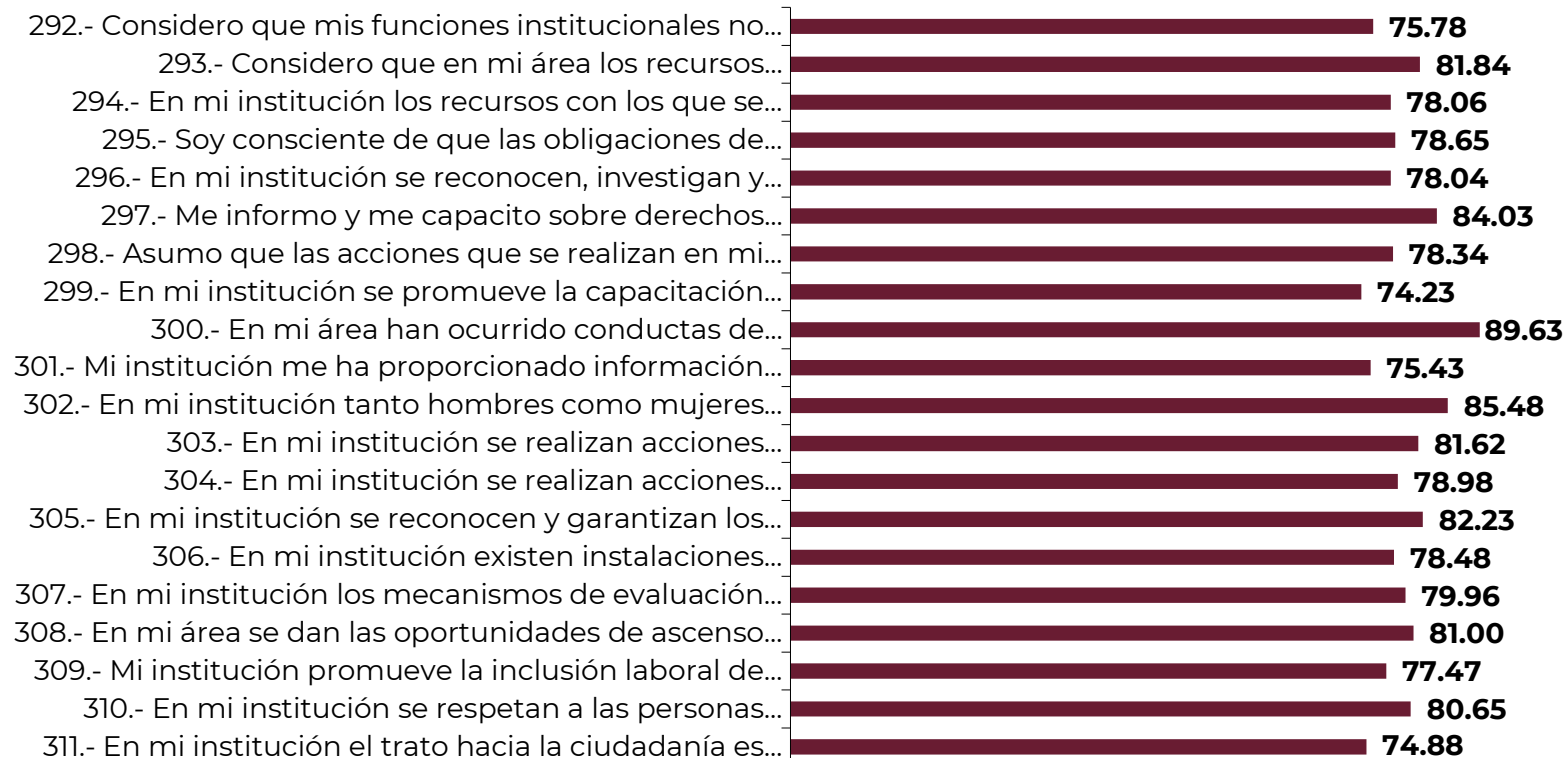 292.- Considero que mis funciones institucionales no... 75.78
293.- Considero que en mi área los recursos... 81.84
294.- En mi institución los recursos con los que se... 78.06
295.- Soy consciente de que las obligaciones de... 78.65
296.- En mi institución se reconocen, investigan y... 78.04
297.- Me informo y me capacito sobre derechos... 84.03
298.- Asumo que las acciones que se realizan en mi... 78.34
299.- En mi institución se promueve la capacitación... 74.23
300.- En mi área han ocurrido conductas de... 89.63
301.- Mi institución me ha proporcionado información... 75.43
302.- En mi institución tanto hombres como mujeres... 85.48
303.- En mi institución se realizan acciones... 81.62
304.- En mi institución se realizan acciones... 78.98
305.- En mi institución se reconocen y garantizan los... 82.23
306.- En mi institución existen instalaciones... 78.48
307.- En mi institución los mecanismos de evaluación... 79.96
308.- En mi área se dan las oportunidades de ascenso... 81.00
309.- Mi institución promueve la inclusión laboral de... 77.47
310.- En mi institución se respetan a las personas... 80.65
311.- En mi institución el trato hacia la ciudadanía es... 74.88